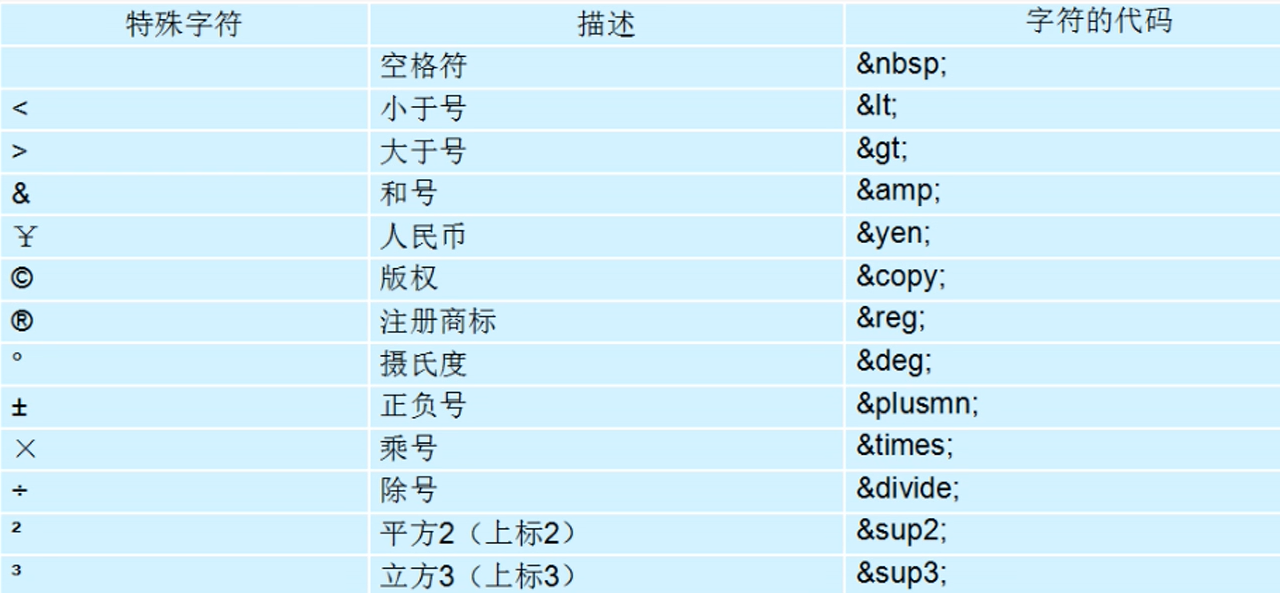 特殊字符 描述 字符的代码
空格符 &nbsp;
< 小于号 &lt;
> 大于号 &gt;
& 和号 &amp;
￥ 人民币 &yen;
© 版权 &copy;
® 注册商标 &reg;
° 摄氏度 &deg;
± 正负号 &plusmn;
× 乘号 &times;
÷ 除号 &divide;
² 平方2（上标2） &sup2;
³ 立方3（上标3） &sup3;